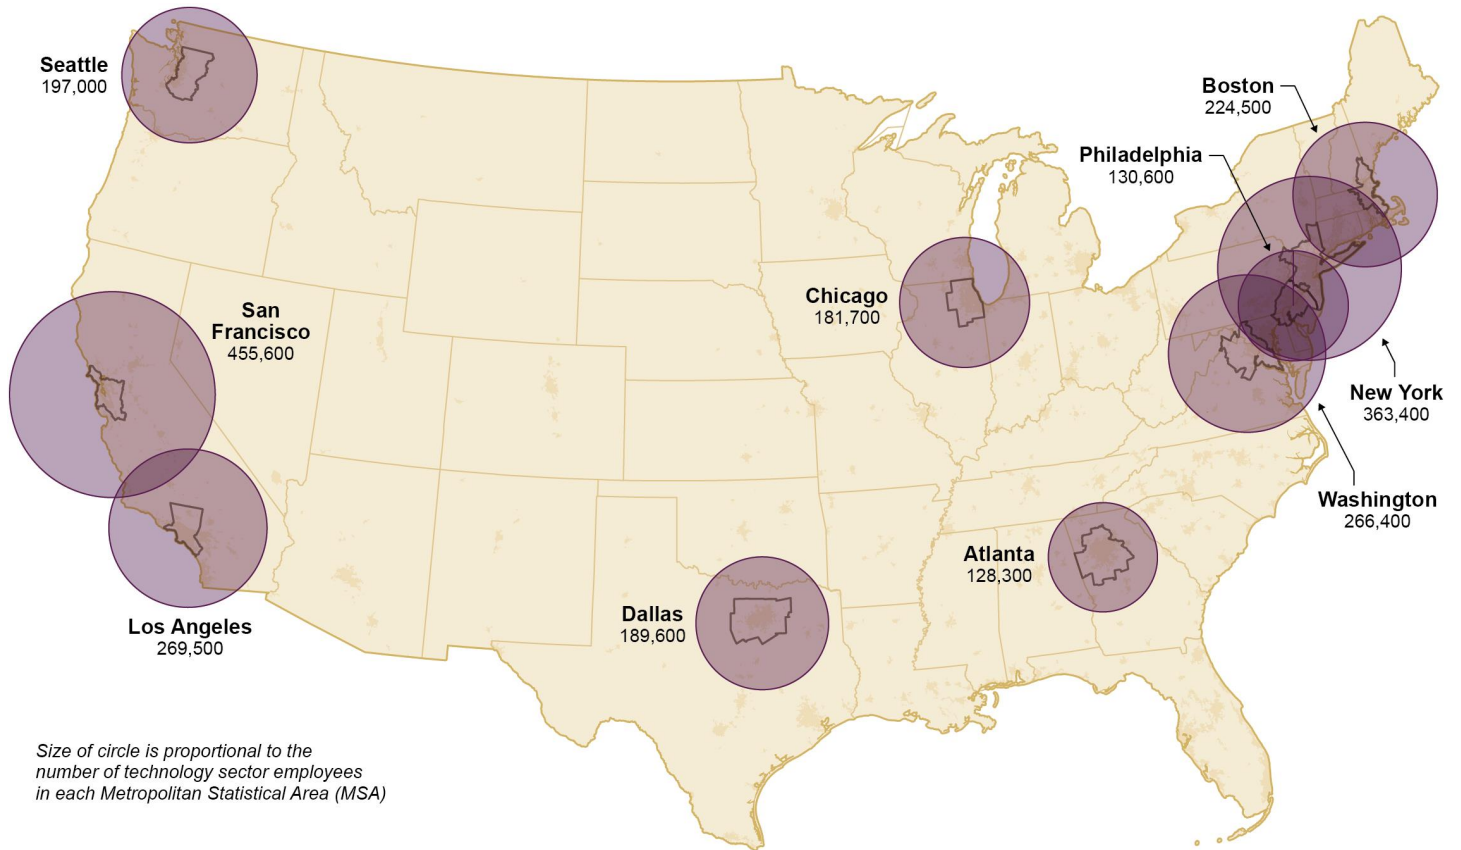 Seattle
197,000
Boston
224,500
Philadelphia
130,600
Chicago
181,700
San
Francisco
455,600
New York
363,400
Washington
266,400
Atlanta
128,300
Dallas
189,600
Los Angeles
269,500
Size of circle is proportional to the
number of technology sector employees
in each Metropolitan Statistical Area (MSA)